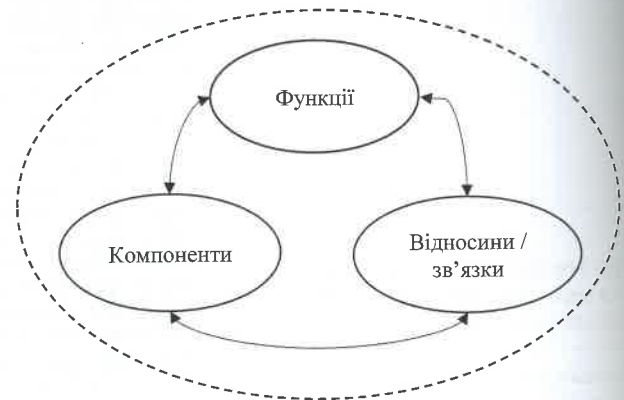 Функції
Компоненти
Відносини /
зв’язки